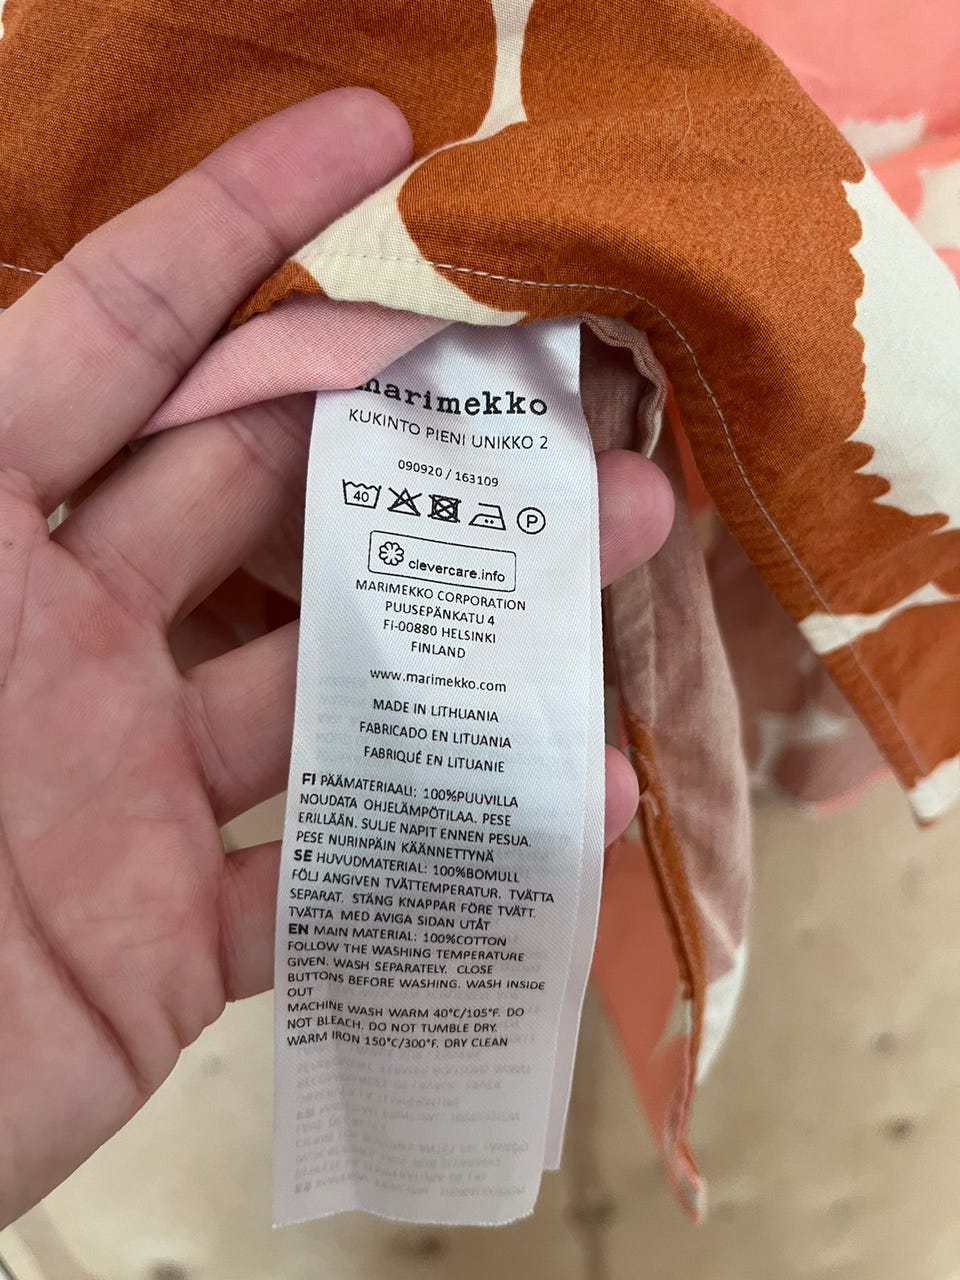 marimekko
KUKINTO PIENI UNIKKO 2
090920 / 163109
40
P
clevercare.info
MARIMEKKO CORPORATION
PUUSEPÄNKATU 4
FI-00880 HELSINKI
FINLAND
www.marimekko.com
MADE IN LITHUANIA
FABRICADO EN LITUANIA
FABRIQUÉ EN LITUANIE
FI PÄÄMATERIAALI: 100%PUUVILLA
NOUDATA OHJELÄMPÖTILAA. PESE
ERILLÄÄN. SULJE NAPIT ENNEN PESUA.
PESE NURINPÄIN KÄÄNNETTYNÄ
SE HUVUDMATERIAL: 100%BOMULL
FÖLJ ANGIVEN TVÄTTEMPERATUR. TVÄTTA
SEPARAT. STÄNG KNAPPAR FÖRE TVÄTT.
TVÄTTA MED AVIGA SIDAN UTÅT
EN MAIN MATERIAL: 100%COTTON
FOLLOW THE WASHING TEMPERATURE
GIVEN. WASH SEPARATELY. CLOSE
BUTTONS BEFORE WASHING. WASH INSIDE
OUT
MACHINE WASH WARM 40°C/105°F. DO
NOT BLEACH. DO NOT TUMBLE DRY.
WARM IRON 150°C/300°F. DRY CLEAN